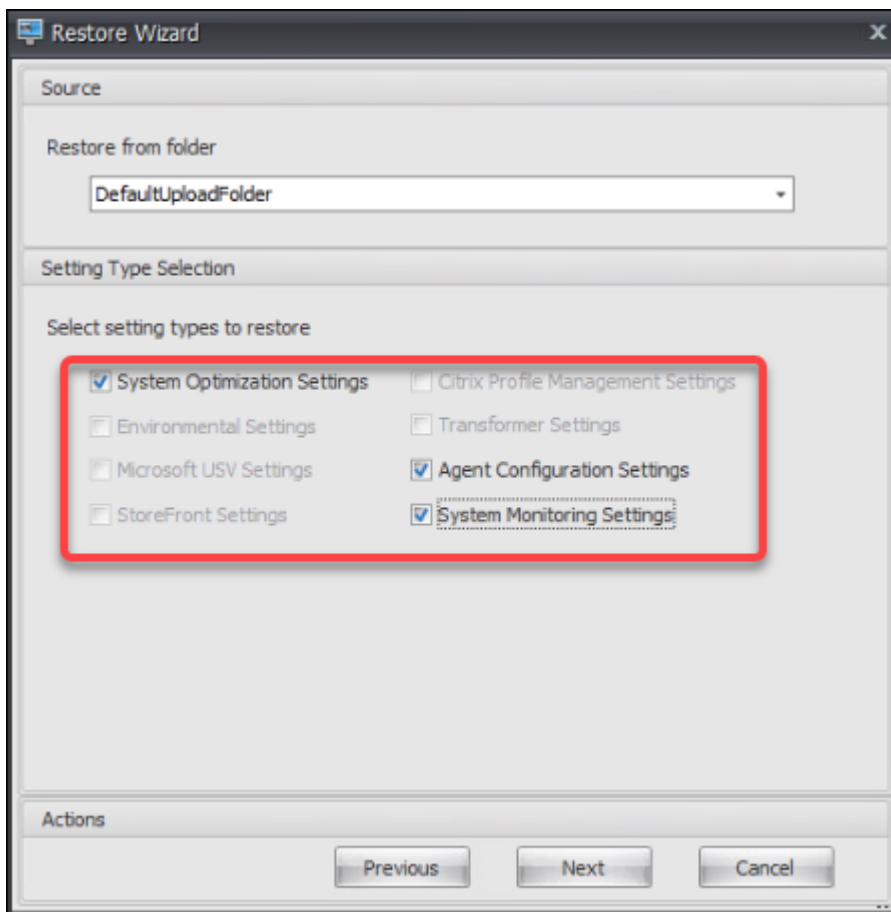 Restore Wizard
x
Source
Restore from folder
DefaultUploadFolder
Setting Type Selection
Select setting types to restore
System Optimization Settings
Citrix Profile Management Settings
Environmental Settings
Transformer Settings
Microsoft USV Settings
Agent Configuration Settings
StoreFront Settings
System Monitoring Settings
Actions
Previous
Next
Cancel